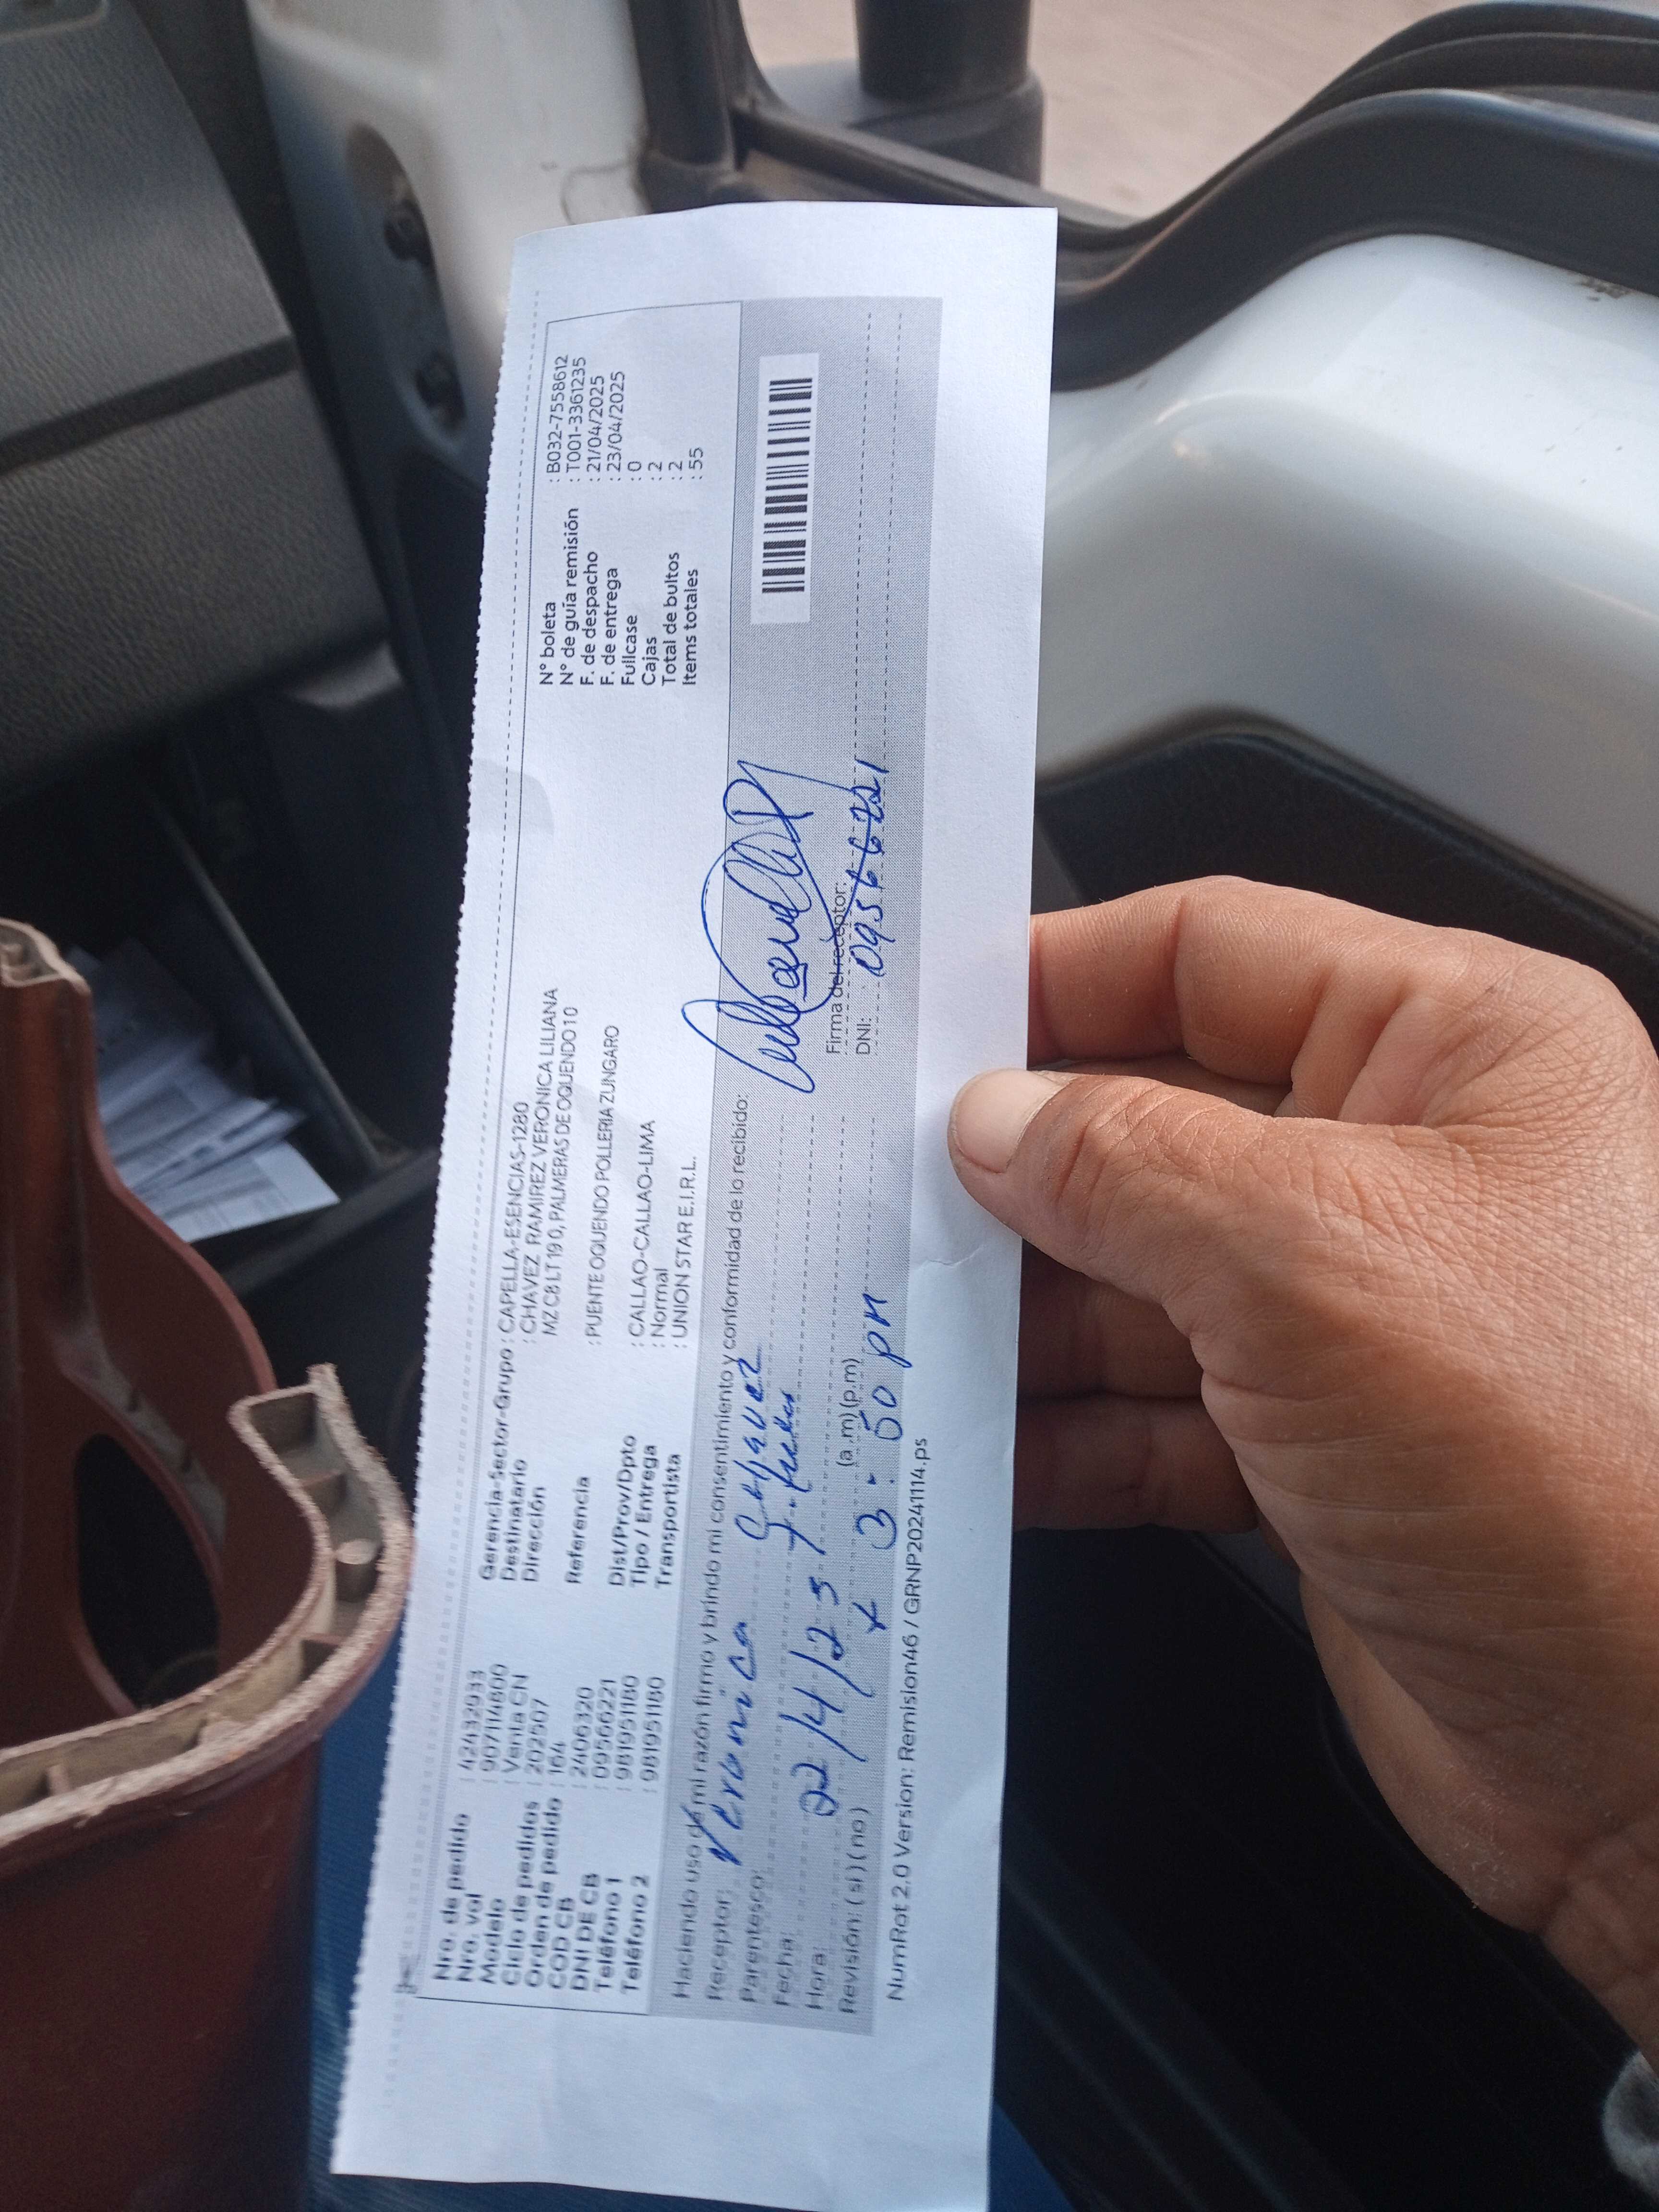 Nro. de pedido : 42432933
Nro. vol : 907114800
Modelo : Venta CN
Ciclo de pedidos : 202507
Orden de pedido : 164
COD CB : 2406320
DNI DE CB : 09566221
Teléfono 1 : 981951180
Teléfono 2 : 981951180
Gerencia-Sector-Grupo : CAPELLA-ESENCIAS-1280
Destinatario : CHAVEZ RAMIREZ VERONICA LILIANA
Dirección MZ C8 LT 19 0, PALMERAS DE OQUENDO 10
Referencia : PUENTE OQUENDO POLLERIA ZUNGARO
Dist/Prov/Dpto : CALLAO-CALLAO-LIMA
Tipo / Entrega : Normal
Transportista : UNION STAR E.I.R.L.
N° boleta : B032-7558612
N° de guía remisión : T001-3361235
F. de despacho : 21/04/2025
F. de entrega : 23/04/2025
Fullcase : 0
Cajas : 2
Total de bultos : 2
Items totales : 55
Haciendo uso de mi razón firmo y brindo mi consentimiento y conformidad de lo recibido:
Receptor: Veronica Chavez
Parentesco:
Fecha: 22/4/25
Hora: (a.m) (p.m)
3:50 pm
Revisión: (si) (no)
Firma del receptor:
DNI: 09566221
NumRot 2.0 Version: Remision46 / GRNP20241114.ps